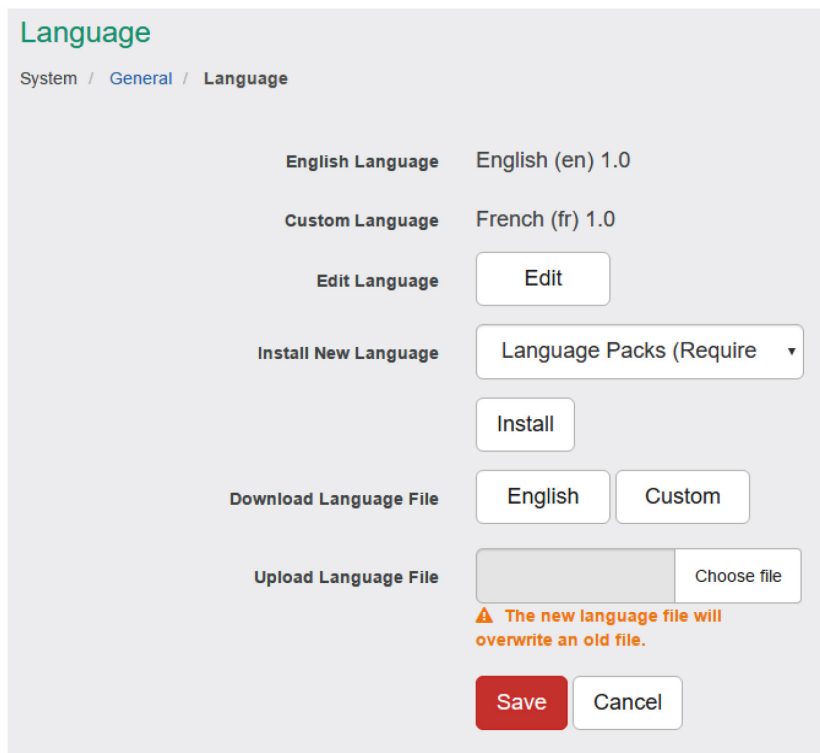 Language
System / General / Language
English Language English (en) 1.0
Custom Language French (fr) 1.0
Edit Language Edit
Install New Language Language Packs (Require
Install
Download Language File English Custom
Upload Language File Choose file
The new language file will
overwrite an old file.
Save Cancel